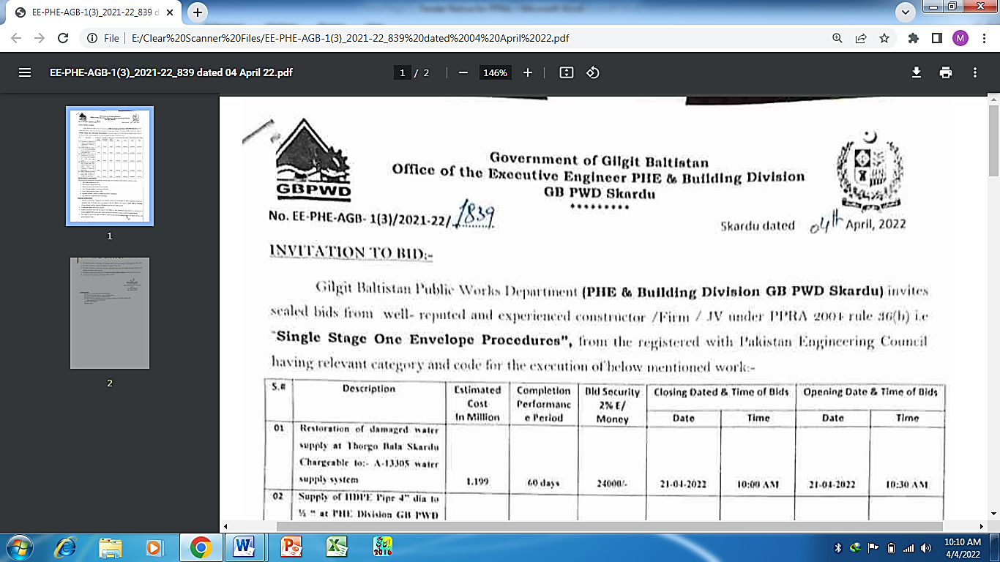 EE-PHE-AGB-1(3)_2021-22_839 d
File | E:/Clear%20Scanner%20Files/EE-PHE-AGB-1(3)_2021-22_839%20dated%2004%20April%2022.pdf
M
EE-PHE-AGB-1(3)_2021-22_839 dated 04 April 22.pdf
1 / 2
146%
1
2
GBPWD
Government of Gilgit Baltistan
Office of the Executive Engineer PHE & Building Division
GB PWD Skardu
*********
No. EE-PHE-AGB- 1(3)/2021-22/1839
Skardu dated 04th April, 2022
INVITATION TO BID:-
Gilgit Baltistan Public Works Department (PHE & Building Division GB PWD Skardu) invites
sealed bids from well- reputed and experienced constructor /Firm / JV under PPRA 2004 rule 36(b) i.e
"Single Stage One Envelope Procedures", from the registered with Pakistan Engineering Council
having relevant category and code for the execution of below mentioned work:-
S.# Description Estimated Cost In Million Completion Performanc e Period Bid Security 2% E/ Money Closing Dated & Time of Bids Opening Date & Time of Bids
Date Time Date Time
01 Restoration of damaged water
supply at Thorgo Bala Skardu
Chargeable to:- A-13305 water
supply system 1.199 60 days 24000/- 21-04-2022 10:00 AM 21-04-2022 10:30 AM
02 Supply of HDPE Pipe 4" dia to
½ " at PHE Division GB PWD
10:10 AM
4/4/2022